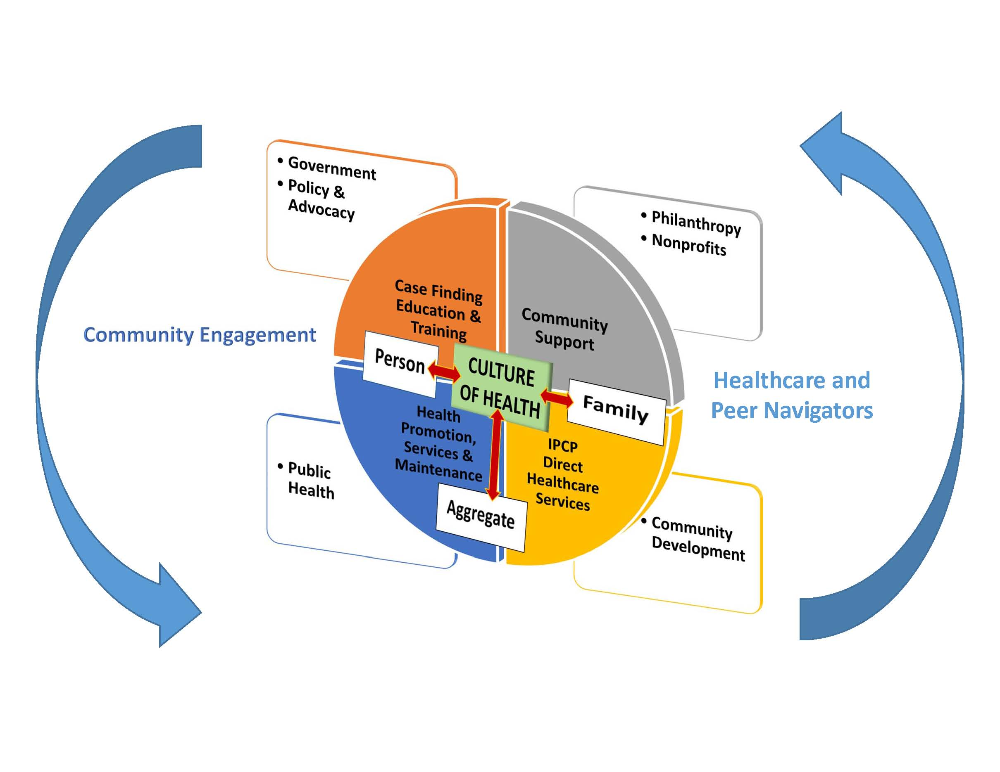 • Government
• Policy &
Advocacy
• Philanthropy
• Nonprofits
Case Finding
Education &
Training
Community
Support
Community Engagement
Person
CULTURE
OF HEALTH
Family
Healthcare and
Peer Navigators
Health
Promotion,
Services &
Maintenance
IPCP
Direct
Healthcare
Services
• Public
Health
Aggregate
• Community
Development